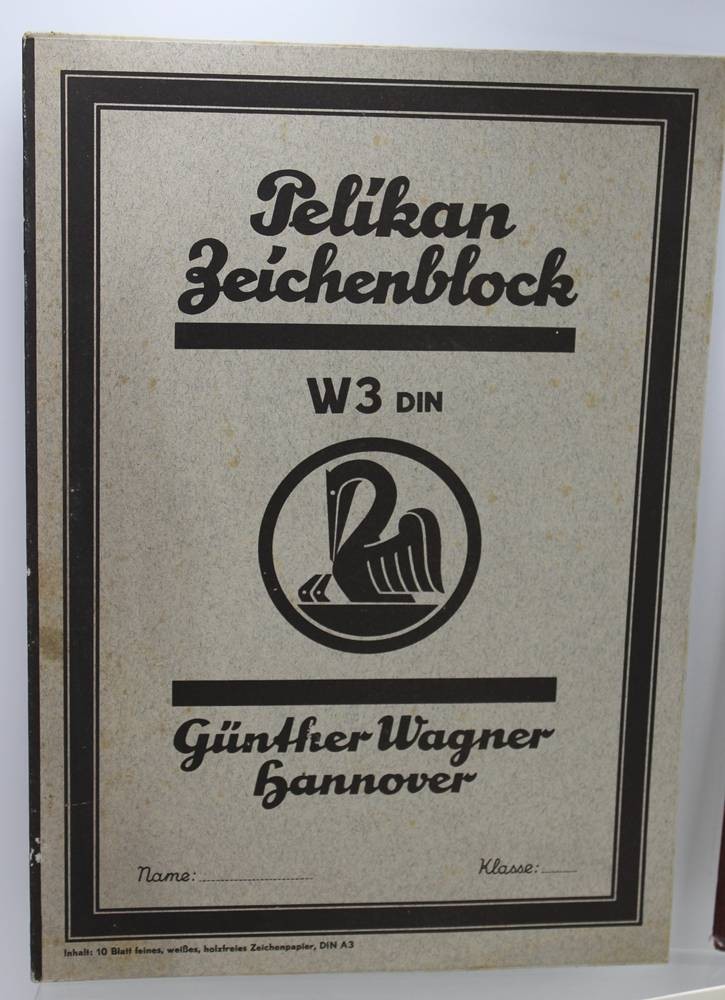 Pelikan
Zeichenblock
W3 DIN
Günther Wagner
Hannover
Name:
Klasse:
Inhalt: 10 Blatt feines, weißes, holzfreies Zeichenpapier, DIN A3